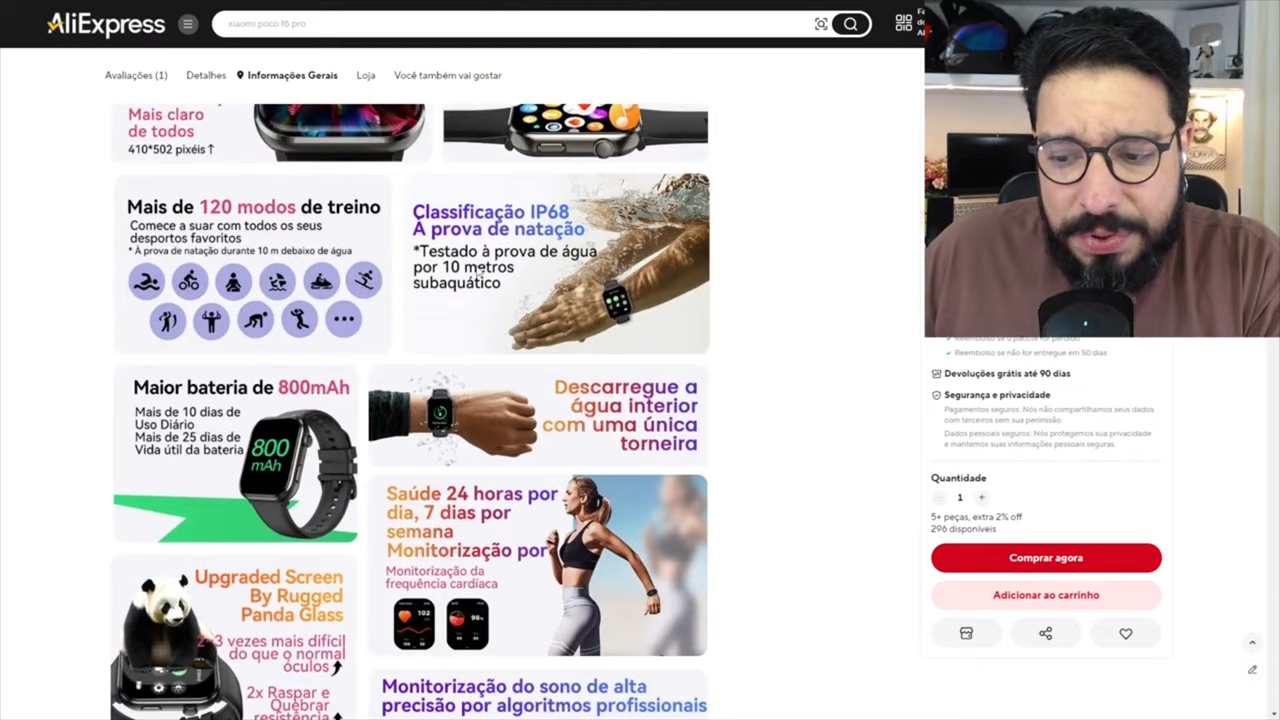 AliExpress
xiaomi poco f6 pro
Avaliações (1)
Detalhes
Informações Gerais
Loja
Você também vai gostar
Mais claro
de todos
410*502 pixéis↑
Mais de 120 modos de treino
Comece a suar com todos os seus
desportos favoritos
* À prova de natação durante 10 m debaixo de água
Classificação IP68
À prova de natação
*Testado à prova de água
por 10 metros
subaquático
Maior bateria de 800mAh
Mais de 10 dias de
Uso Diário
Mais de 25 dias de
Vida útil da bateria
800
mAh
Descarregue a
água interior
com uma única
torneira
Saúde 24 horas por
dia, 7 dias por
semana
Monitorização por
Monitorização da
frequência cardíaca
102
98%
Upgraded Screen
By Rugged
Panda Glass
2-3 vezes mais difícil
do que o normal
óculos
2x Raspar e
Quebrar
resistência
Monitorização do sono de alta
precisão por algoritmos profissionais
Reembolso se o pacote for perdido
Reembolso se não for entregue em 50 dias
Devoluções grátis até 90 dias
Segurança e privacidade
Pagamentos seguros: Nós não compartilhamos seus dados
com terceiros sem sua permisão.
Dados pessoais seguros: Nós protegemos sua privacidade
e mantemos suas informações pessoais seguras.
Quantidade
1
5+ peças, extra 2% off
296 disponíveis
Comprar agora
Adicionar ao carrinho